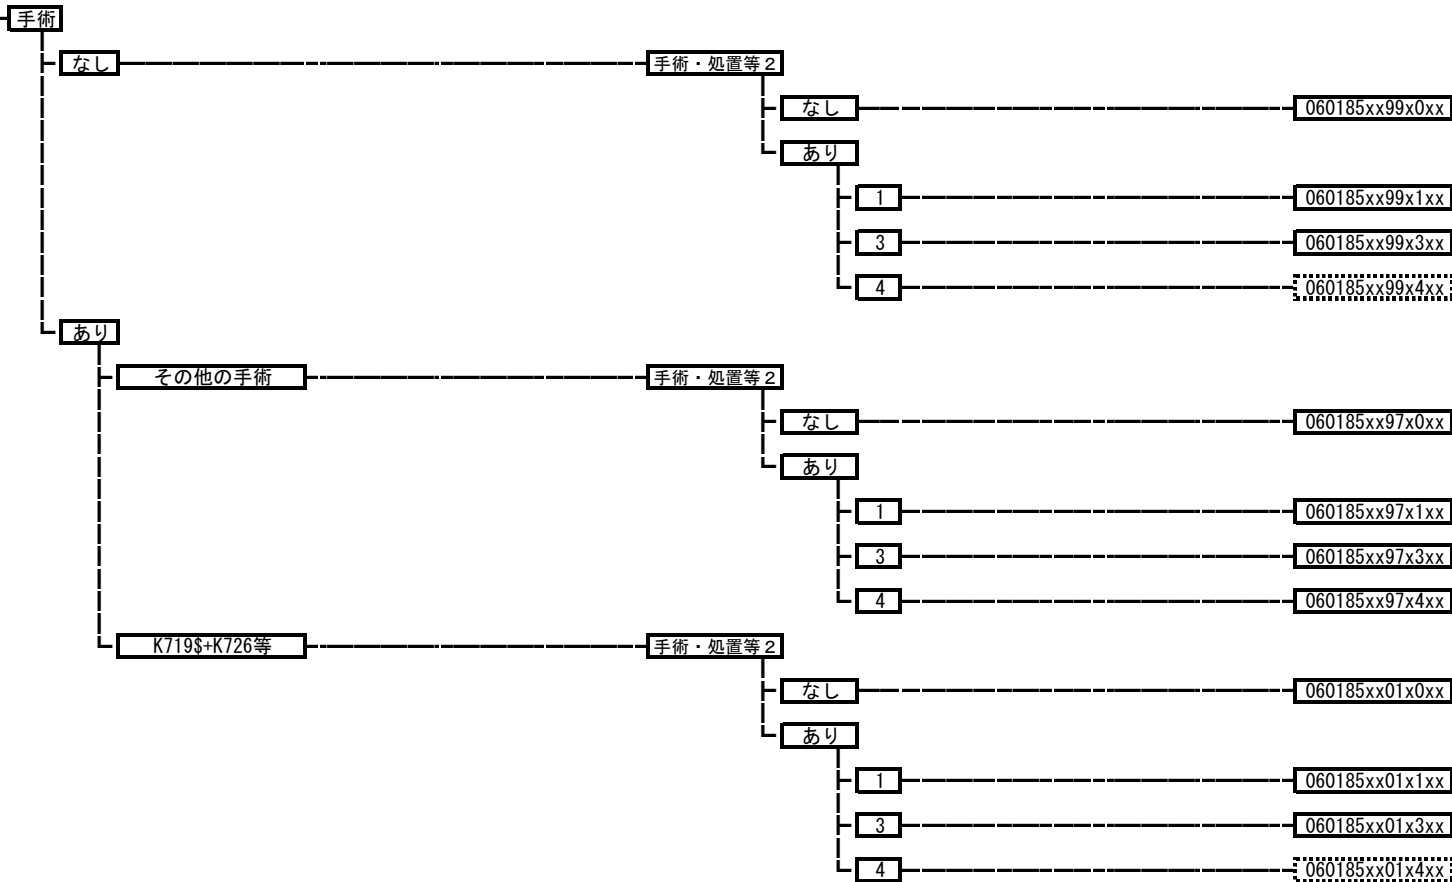 手術
なし 手術・処置等２
なし 060185xx99x0xx
あり
1 060185xx99x1xx
3 060185xx99x3xx
4 060185xx99x4xx
あり
その他の手術 手術・処置等２
なし 060185xx97x0xx
あり
1 060185xx97x1xx
3 060185xx97x3xx
4 060185xx97x4xx
K719$+K726等 手術・処置等２
なし 060185xx01x0xx
あり
1 060185xx01x1xx
3 060185xx01x3xx
4 060185xx01x4xx